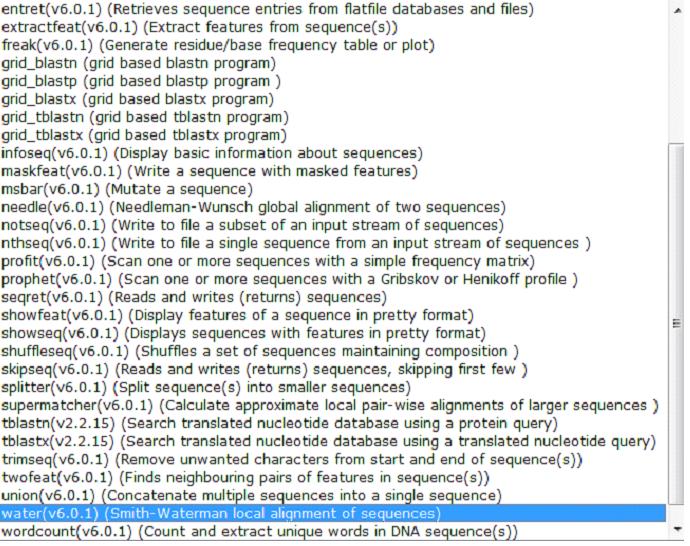 entret(v6.0.1) (Retrieves sequence entries from flatfile databases and files)
extractfeat(v6.0.1) (Extract features from sequence(s))
freak(v6.0.1) (Generate residue/base frequency table or plot)
grid_blastn (grid based blastn program)
grid_blastp (grid based blastp program )
grid_blastx (grid based blastx program)
grid_tblastn (grid based tblastn program)
grid_tblastx (grid based tblastx program)
infoseq(v6.0.1) (Display basic information about sequences)
maskfeat(v6.0.1) (Write a sequence with masked features)
msbar(v6.0.1) (Mutate a sequence)
needle(v6.0.1) (Needleman-Wunsch global alignment of two sequences)
notseq(v6.0.1) (Write to file a subset of an input stream of sequences)
nthseq(v6.0.1) (Write to file a single sequence from an input stream of sequences )
profit(v6.0.1) (Scan one or more sequences with a simple frequency matrix)
prophet(v6.0.1) (Scan one or more sequences with a Gribskov or Henikoff profile )
seqret(v6.0.1) (Reads and writes (returns) sequences)
showfeat(v6.0.1) (Display features of a sequence in pretty format)
showseq(v6.0.1) (Displays sequences with features in pretty format)
shuffleseq(v6.0.1) (Shuffles a set of sequences maintaining composition )
skipseq(v6.0.1) (Reads and writes (returns) sequences, skipping first few )
splitter(v6.0.1) (Split sequence(s) into smaller sequences)
supermatcher(v6.0.1) (Calculate approximate local pair-wise alignments of larger sequences )
tblastn(v2.2.15) (Search translated nucleotide database using a protein query)
tblastx(v2.2.15) (Search translated nucleotide database using a translated nucleotide query)
trimseq(v6.0.1) (Remove unwanted characters from start and end of sequence(s))
twofeat(v6.0.1) (Finds neighbouring pairs of features in sequence(s))
union(v6.0.1) (Concatenate multiple sequences into a single sequence)
water(v6.0.1) (Smith-Waterman local alignment of sequences)
wordcount(v6.0.1) (Count and extract unique words in DNA sequence(s))